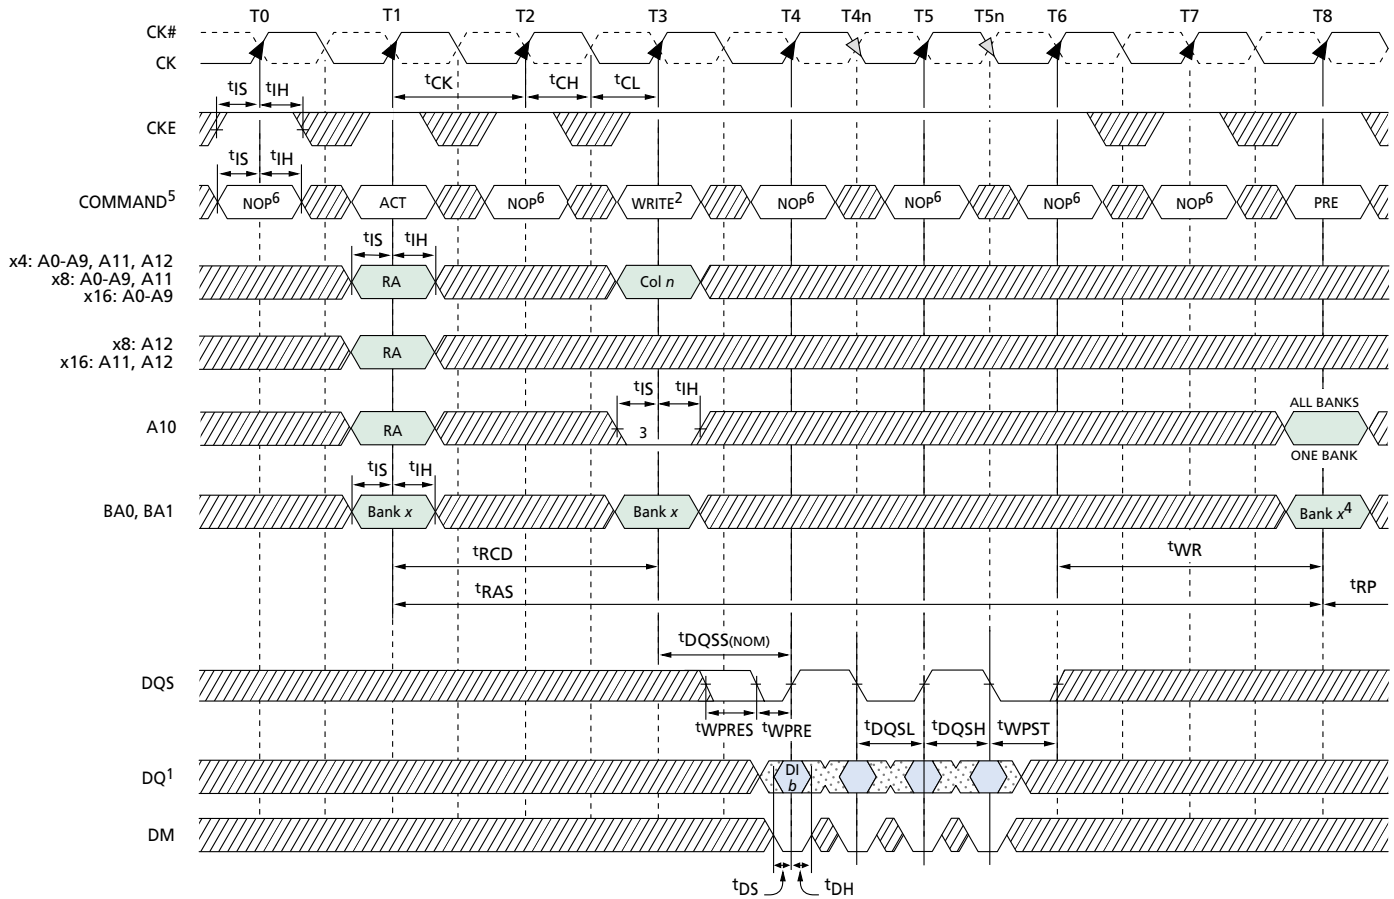 T0 T1 T2 T3 T4 T4n T5 T5n T6 T7 T8
CK#
CK
tIS tIH tCK tCH tCL
CKE
tIS tIH
COMMAND5 NOP6 ACT NOP6 WRITE2 NOP6 NOP6 NOP6 NOP6 PRE
tIS tIH
x4: A0-A9, A11, A12
x8: A0-A9, A11 RA Col n
x16: A0-A9
x8: A12
x16: A11, A12 RA
tIS tIH
ALL BANKS
A10 RA 3
ONE BANK
tIS tIH
BA0, BA1 Bank x Bank x Bank x4
tRCD tWR
tRAS tRP
tDQSS(NOM)
DQS
tWPRES tWPRE tDQSL tDQSH tWPST
DQ1 DI
b
DM
tDS tDH